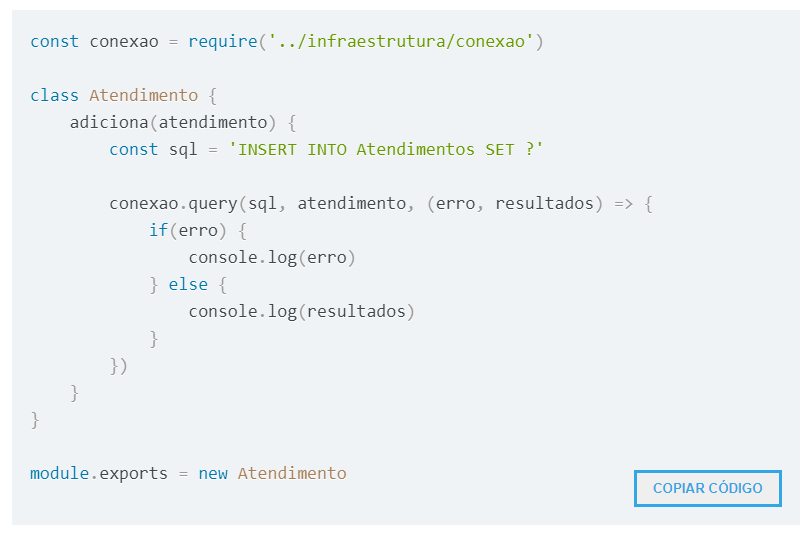 const conexao = require('../infraestrutura/conexao')
class Atendimento {
adiciona(atendimento) {
const sql = 'INSERT INTO Atendimentos SET ?'
conexao.query(sql, atendimento, (erro, resultados) => {
if(erro) {
console.log(erro)
} else {
console.log(resultados)
}
})
}
}
module.exports = new Atendimento
COPIAR CÓDIGO